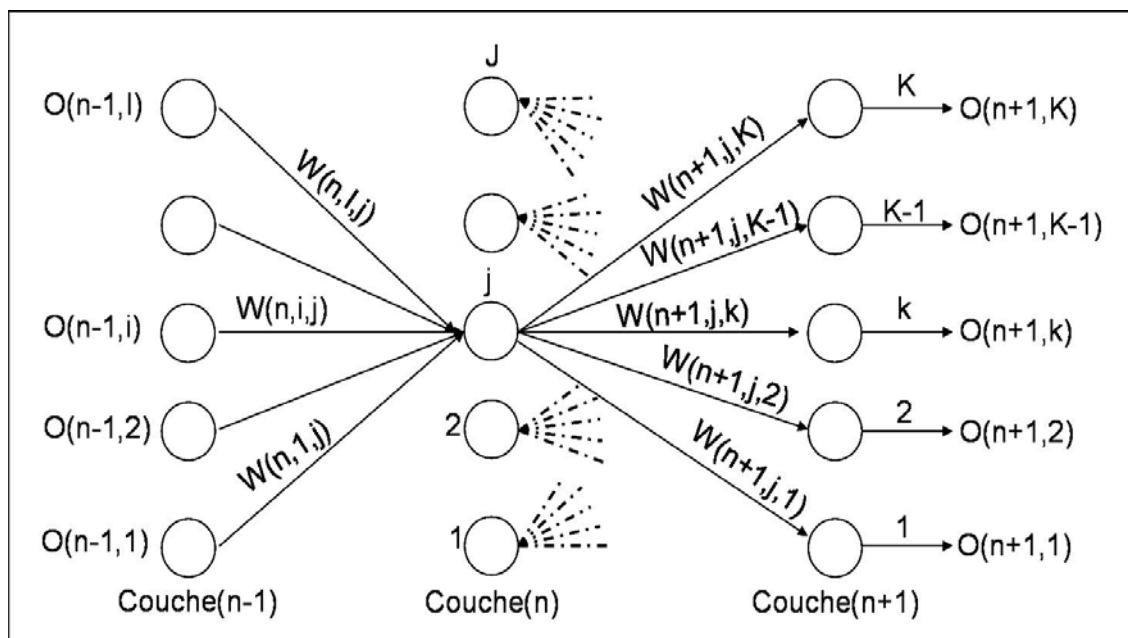 J
O(n-1,I)
W(n,I,j)
W(n+1,j,K)
K
O(n+1,K)
W(n+1,j,K-1)
K-1
O(n+1,K-1)
j
O(n-1,i)
W(n,i,j)
W(n+1,j,k)
k
O(n+1,k)
O(n-1,2)
2
W(n+1,j,2)
2
O(n+1,2)
W(n,1,j)
W(n+1,j,1)
O(n-1,1)
1
1
O(n+1,1)
Couche(n-1)
Couche(n)
Couche(n+1)